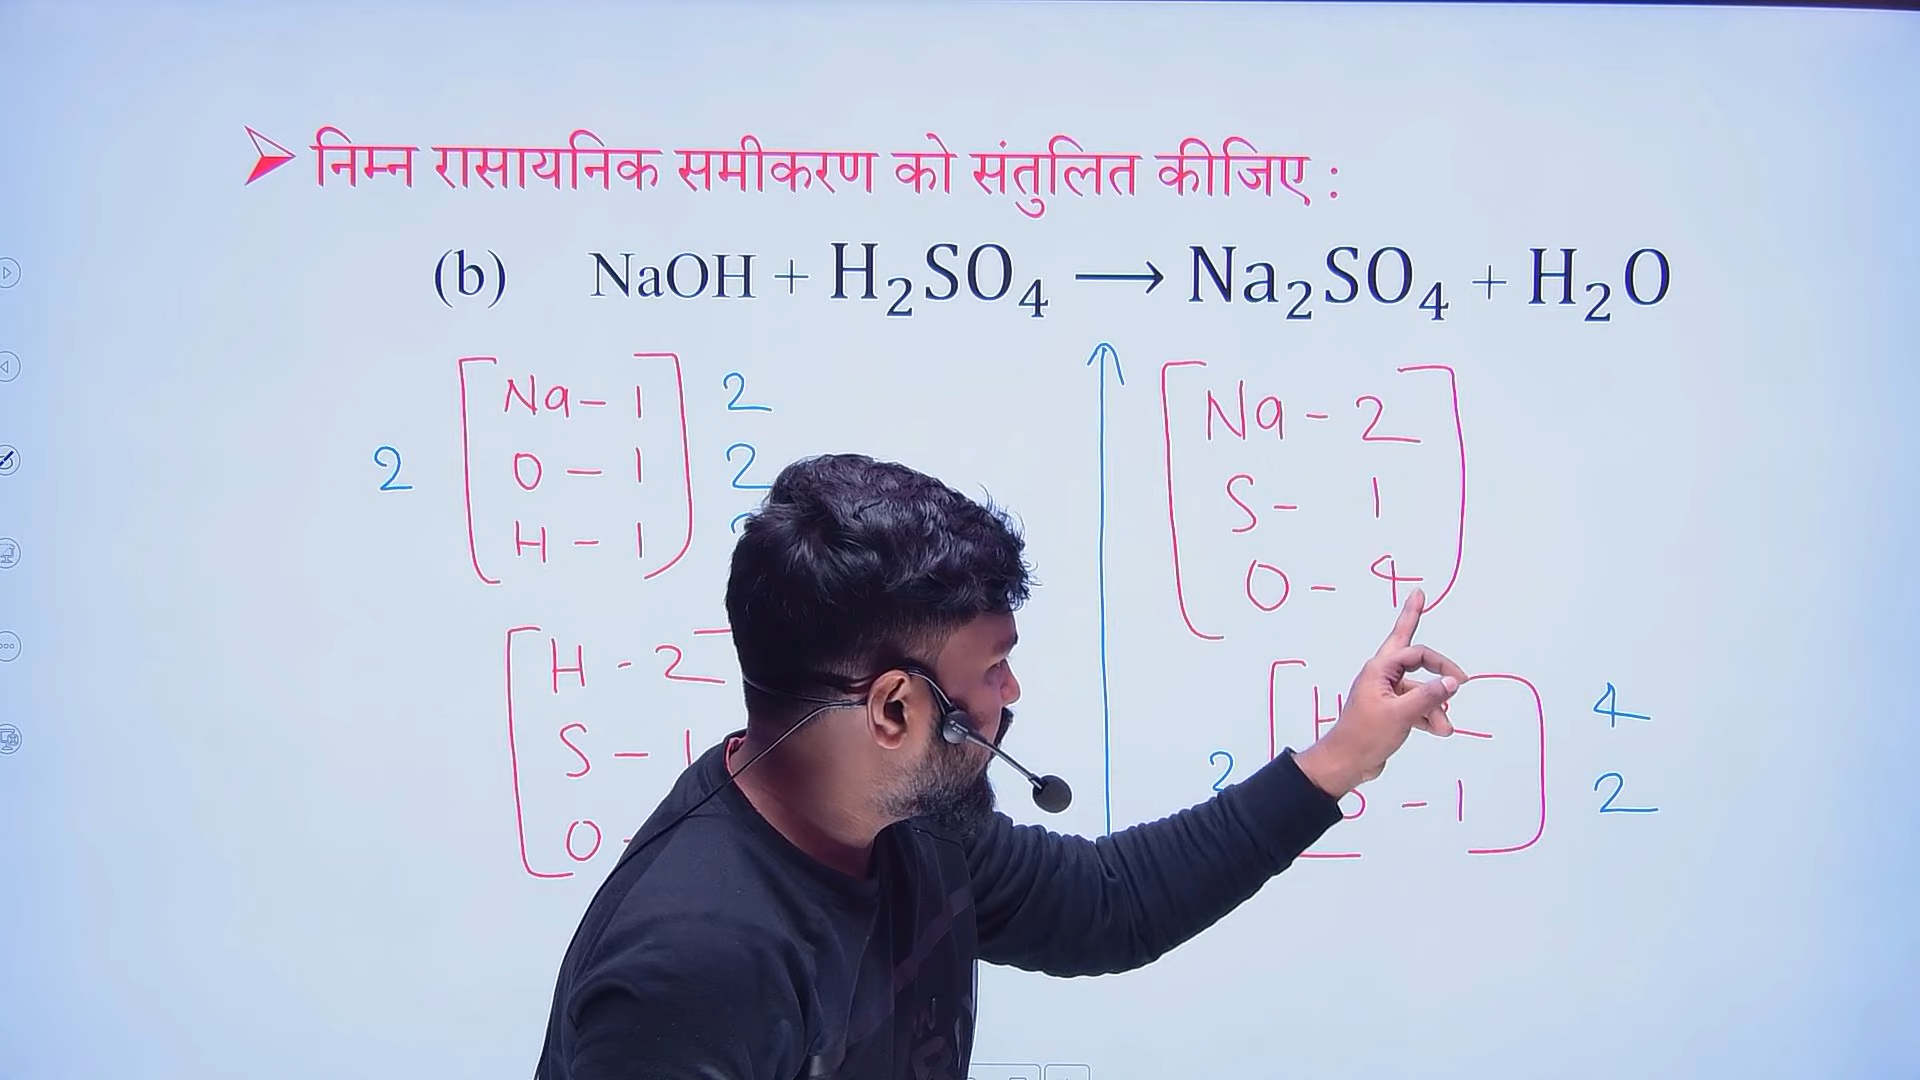 निम्न रासायनिक समीकरण को संतुलित कीजिए :
(b) NaOH + H₂SO₄ ⟶ Na₂SO₄ + H₂O
Na - 1 2
2 O - 1 2
H - 1
H - 2
S - 1
O -
Na - 2
S - 1
O - 4
H 4
2 O - 1 2